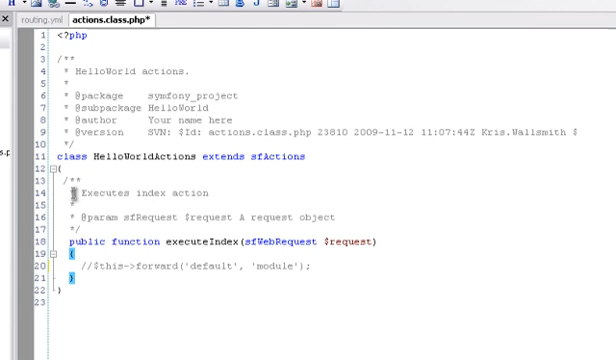 routing.yml actions.class.php*
1 <?php
2
3 /**
4 * HelloWorld actions.
5 *
6 * @package symfony_project
7 * @subpackage HelloWorld
8 * @author Your name here
9 * @version SVN: $Id: actions.class.php 23810 2009-11-12 11:07:44Z Kris.Wallsmith $
10 */
11 class HelloWorldActions extends sfActions
12 {
13 /**
14 * Executes index action
15 *
16 * @param sfRequest $request A request object
17 */
18 public function executeIndex(sfWebRequest $request)
19 {
20 //$this->forward('default', 'module');
21 }
22 }
23